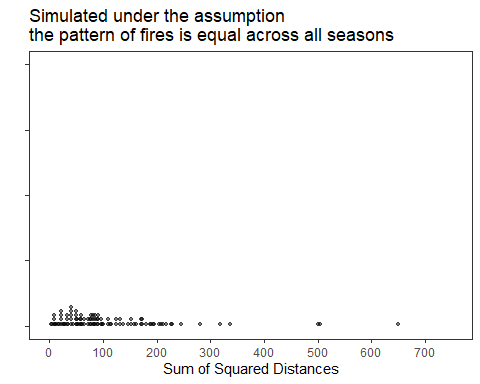 Simulated under the assumption
the pattern of fires is equal across all seasons
0 100 200 300 400 500 600 700
Sum of Squared Distances